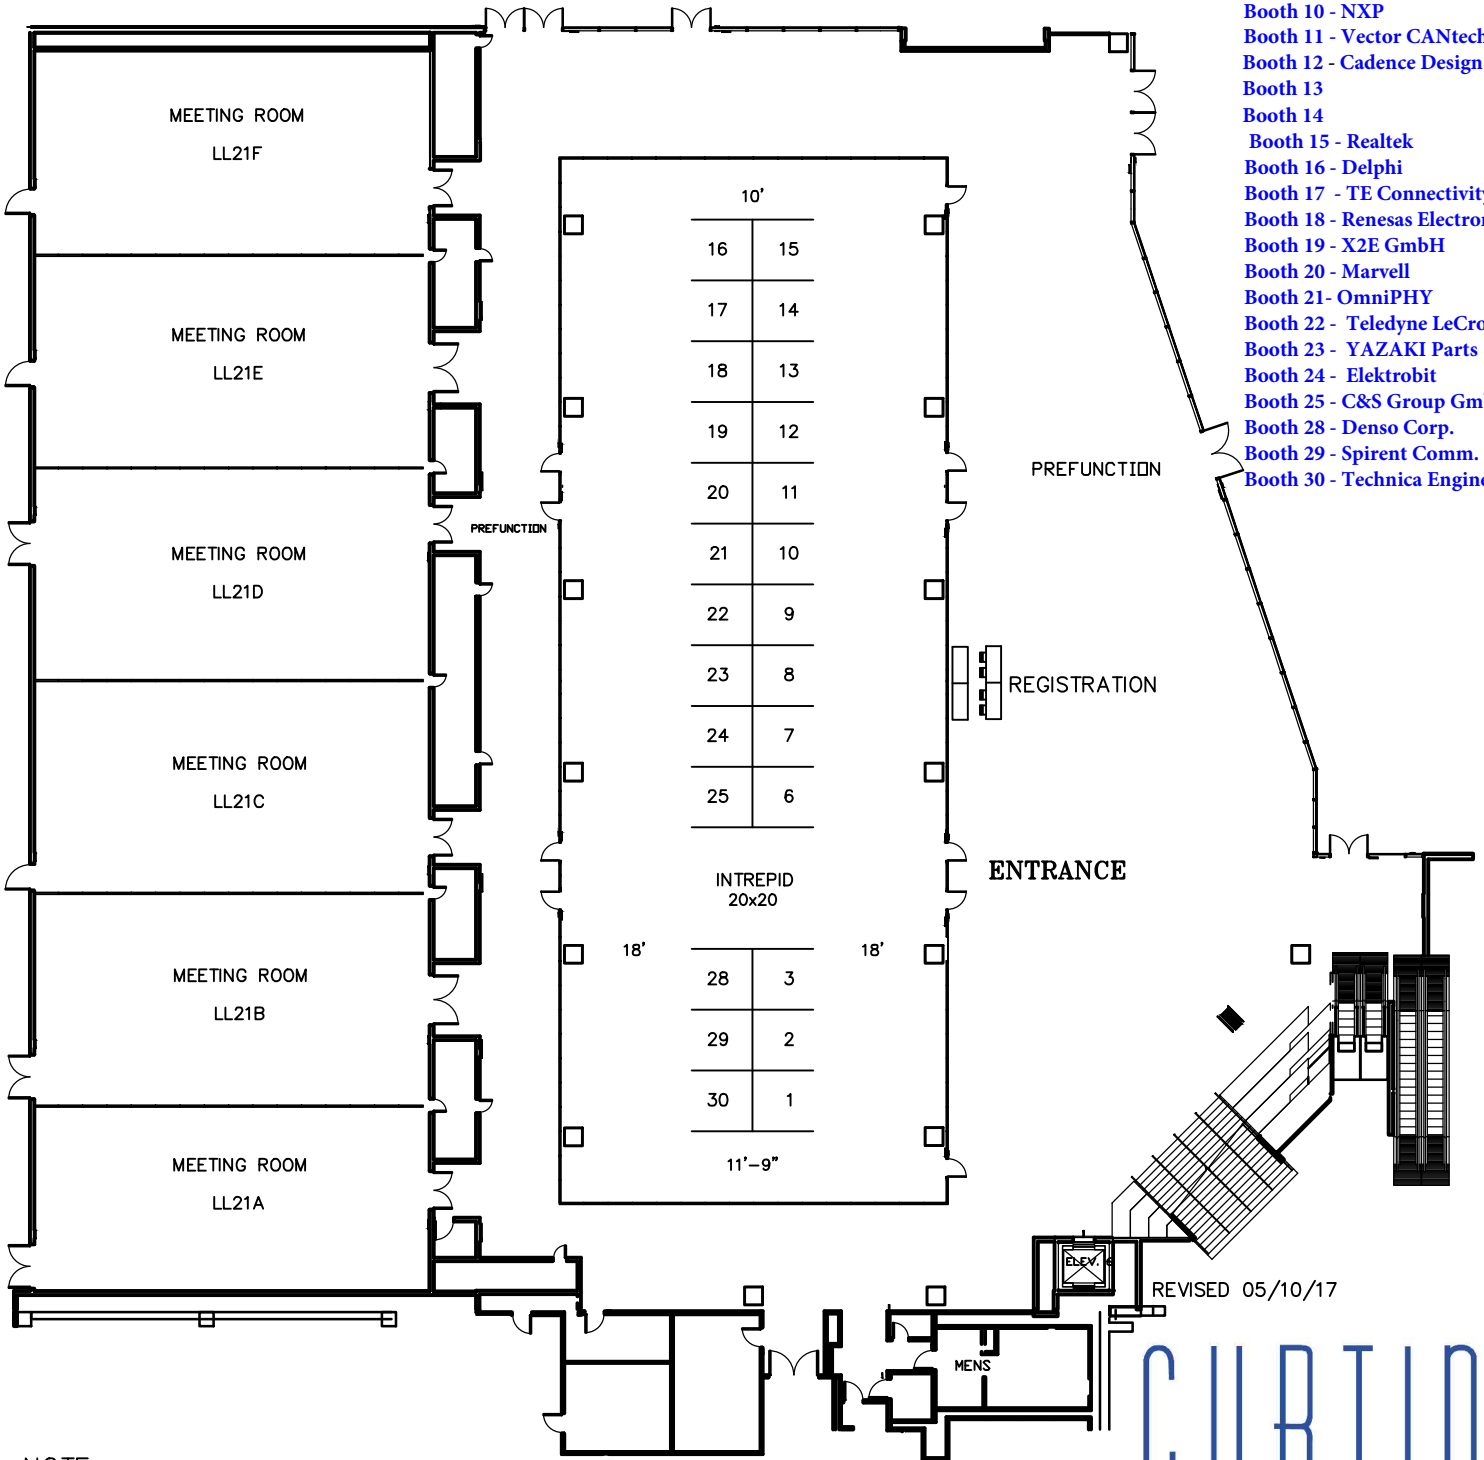 Booth 10 - NXP
Booth 11 - Vector CANtech
Booth 12 - Cadence Design
Booth 13
Booth 14
Booth 15 - Realtek
Booth 16 - Delphi
Booth 17 - TE Connectivity
Booth 18 - Renesas Electron
Booth 19 - X2E GmbH
Booth 20 - Marvell
Booth 21- OmniPHY
Booth 22 - Teledyne LeCro
Booth 23 - YAZAKI Parts
Booth 24 - Elektrobit
Booth 25 - C&S Group Gm
Booth 28 - Denso Corp.
Booth 29 - Spirent Comm.
Booth 30 - Technica Engine
MEETING ROOM
LL21F
MEETING ROOM
LL21E
MEETING ROOM
LL21D
MEETING ROOM
LL21C
MEETING ROOM
LL21B
MEETING ROOM
LL21A
PREFUNCTION
10'
16 15
17 14
18 13
19 12
20 11
21 10
22 9
23 8
24 7
25 6
INTREPID
20x20
18' 18'
28 3
29 2
30 1
11'-9"
PREFUNCTION
REGISTRATION
ENTRANCE
ELEV. 6
REVISED 05/10/17
MENS
CURTIN
NOTE